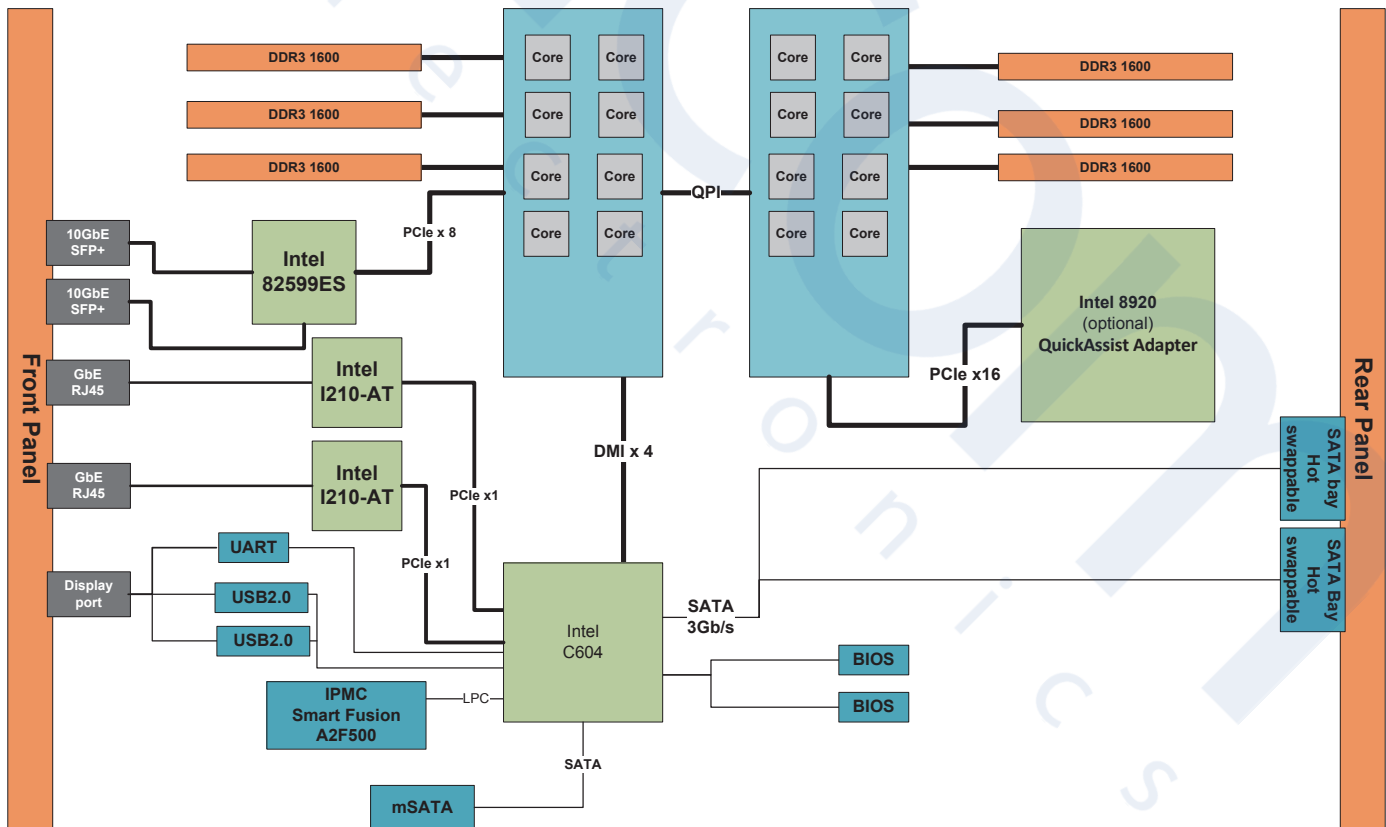 DDR3 1600
DDR3 1600
DDR3 1600
Core
Core
Core
Core
Core
Core
Core
Core
QPI
Core
Core
Core
Core
Core
Core
Core
Core
DDR3 1600
DDR3 1600
DDR3 1600
Front Panel
10GbE
SFP+
10GbE
SFP+
Intel
82599ES
PCIe x 8
GbE
RJ45
Intel
I210-AT
GbE
RJ45
Intel
I210-AT
PCIe x1
PCIe x1
DMI x 4
PCIe x16
Intel 8920
(optional)
QuickAssist Adapter
Rear Panel
SATA bay
Hot
swappable
SATA Bay
Hot
swappable
Display
port
UART
USB2.0
USB2.0
Intel
C604
SATA
3Gb/s
BIOS
BIOS
IPMC
Smart Fusion
A2F500
LPC
SATA
mSATA